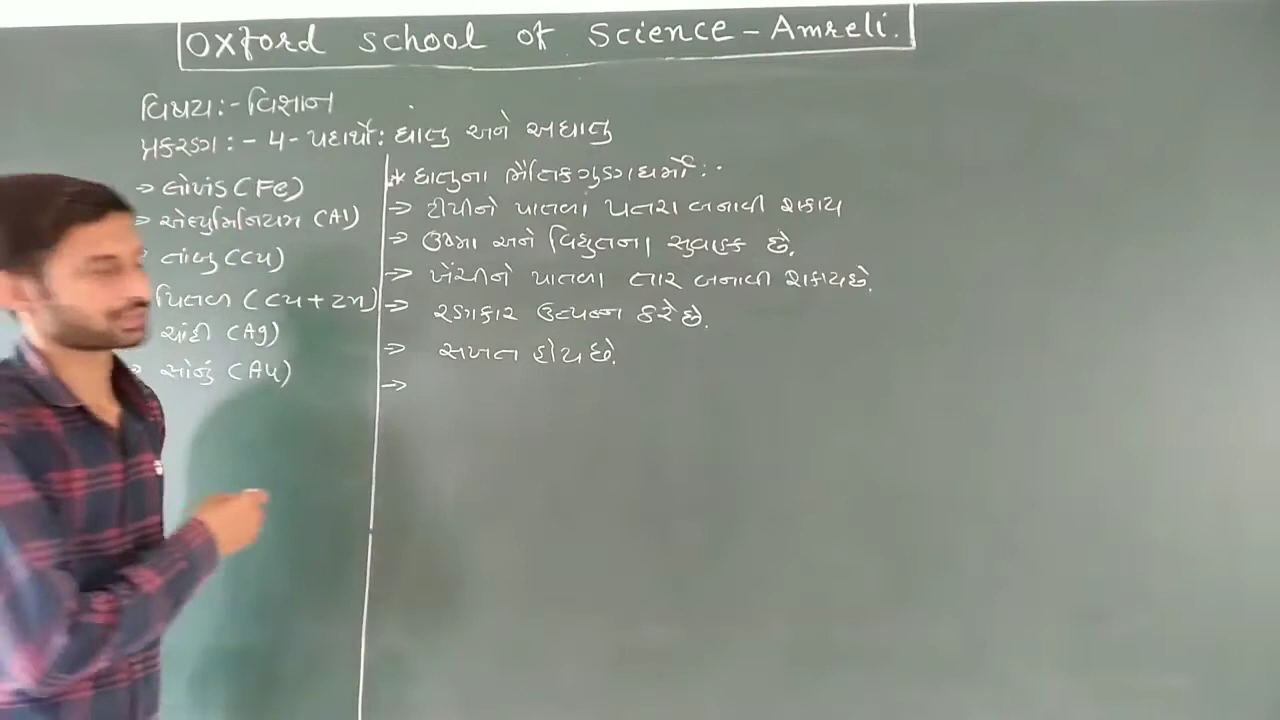 Oxford school of Science - Amreli.
વિષય:- વિજ્ઞાન
પ્રકરણ :- 4 - પદાર્થો: ધાતુ અને અધાતુ
→ લોખંડ (Fe)
→ એલ્યુમિનિયમ (Al)
તાંબુ (Cu)
પિતળ (Cu + Zn)
ચાંદી (Ag)
સોનું (Au)
* ધાતુના ભૌતિક ગુણધર્મો :-
→ ટીપીને પાતળા પતરા બનાવી શકાય
→ ઉષ્મા અને વિદ્યુતના સુવાહક છે.
→ ખેંચીને પાતળા તાર બનાવી શકાય છે.
→ રણકાર ઉત્પન્ન કરે છે.
→ સખત હોય છે.
→